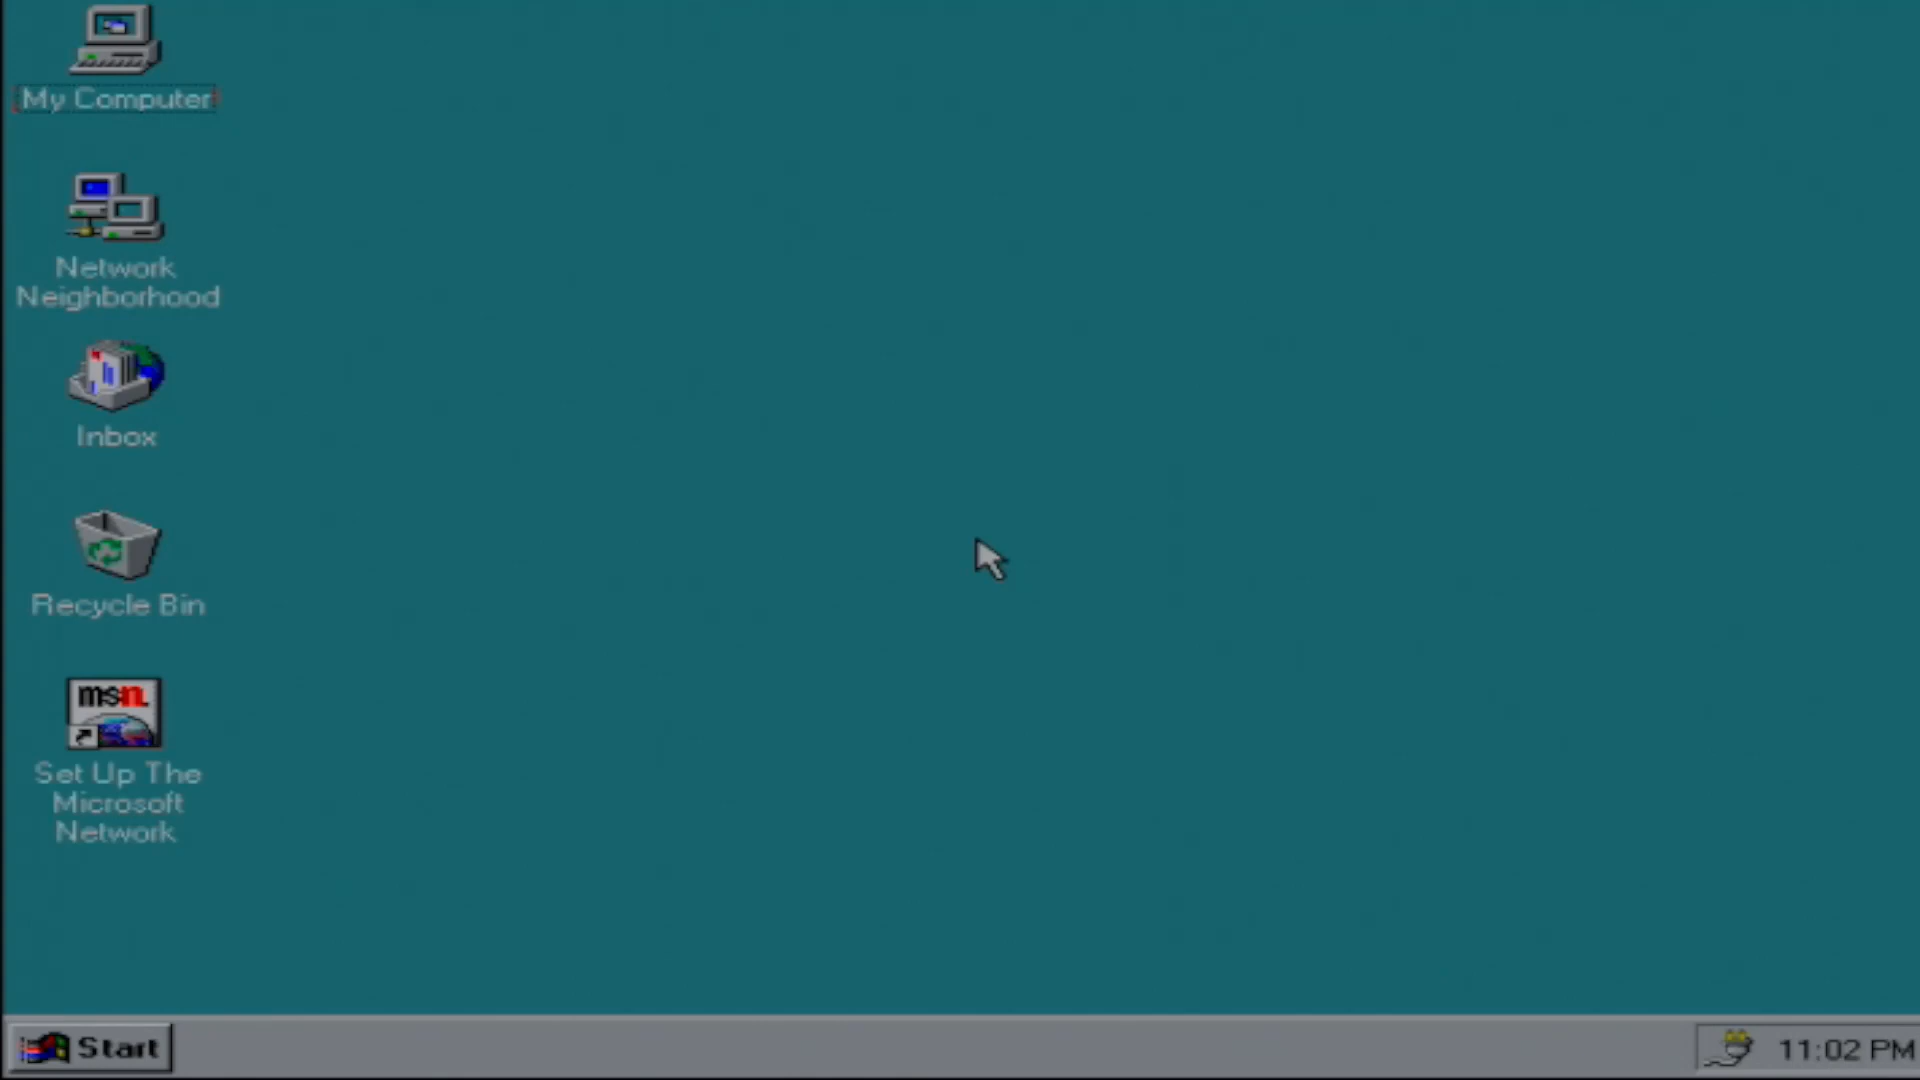 My Computer
Network
Neighborhood
Inbox
Recycle Bin
msn
Set Up The
Microsoft
Network
Start
11:02 PM